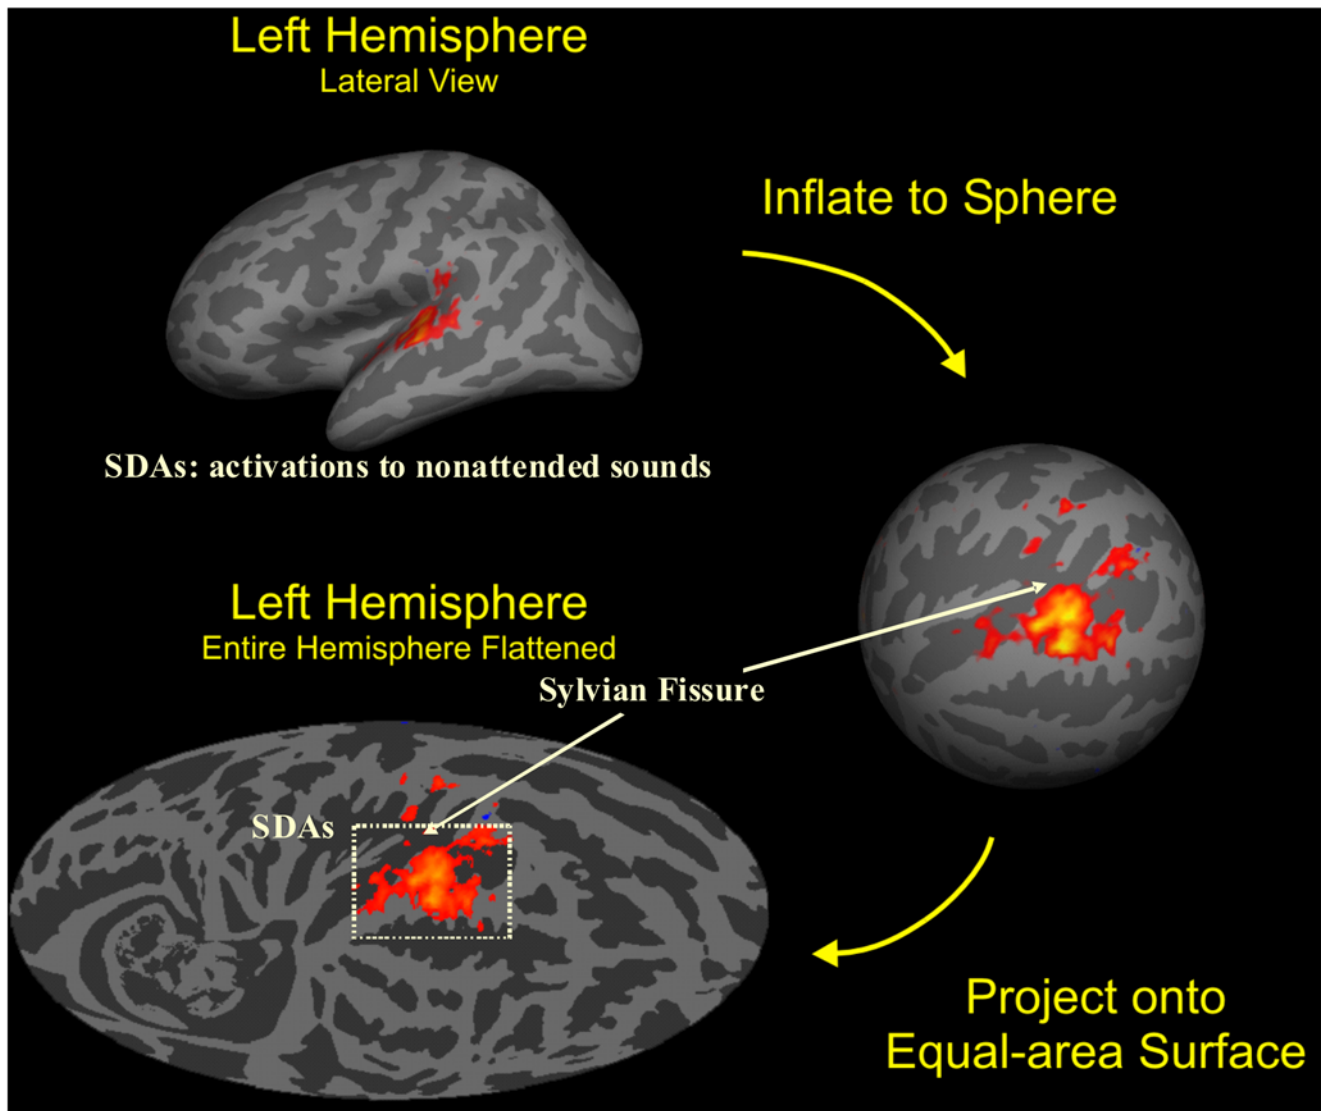 Left Hemisphere
Lateral View
Inflate to Sphere
SDAs: activations to nonattended sounds
Left Hemisphere
Entire Hemisphere Flattened
Sylvian Fissure
SDAs
Project onto
Equal-area Surface